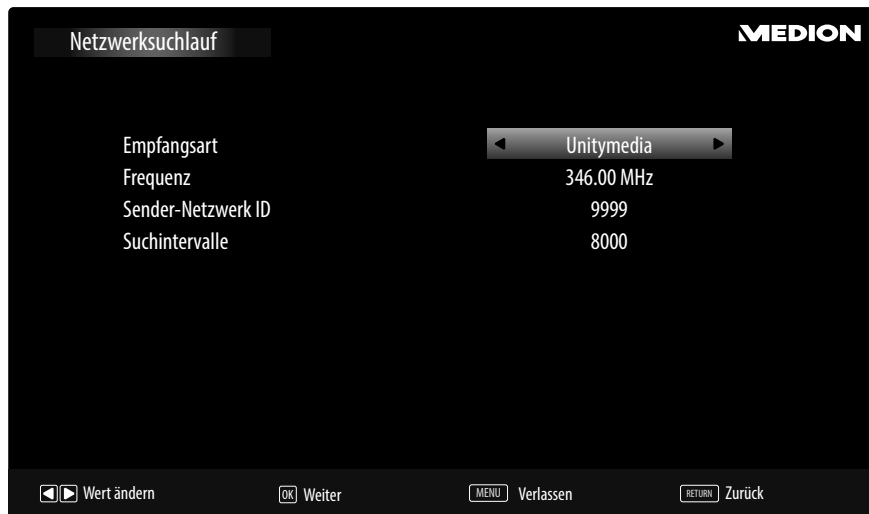 Netzwerksuchlauf
MEDION
Empfangsart Unitymedia
Frequenz 346.00 MHz
Sender-Netzwerk ID 9999
Suchintervalle 8000
Wert ändern OK Weiter MENU Verlassen RETURN Zurück